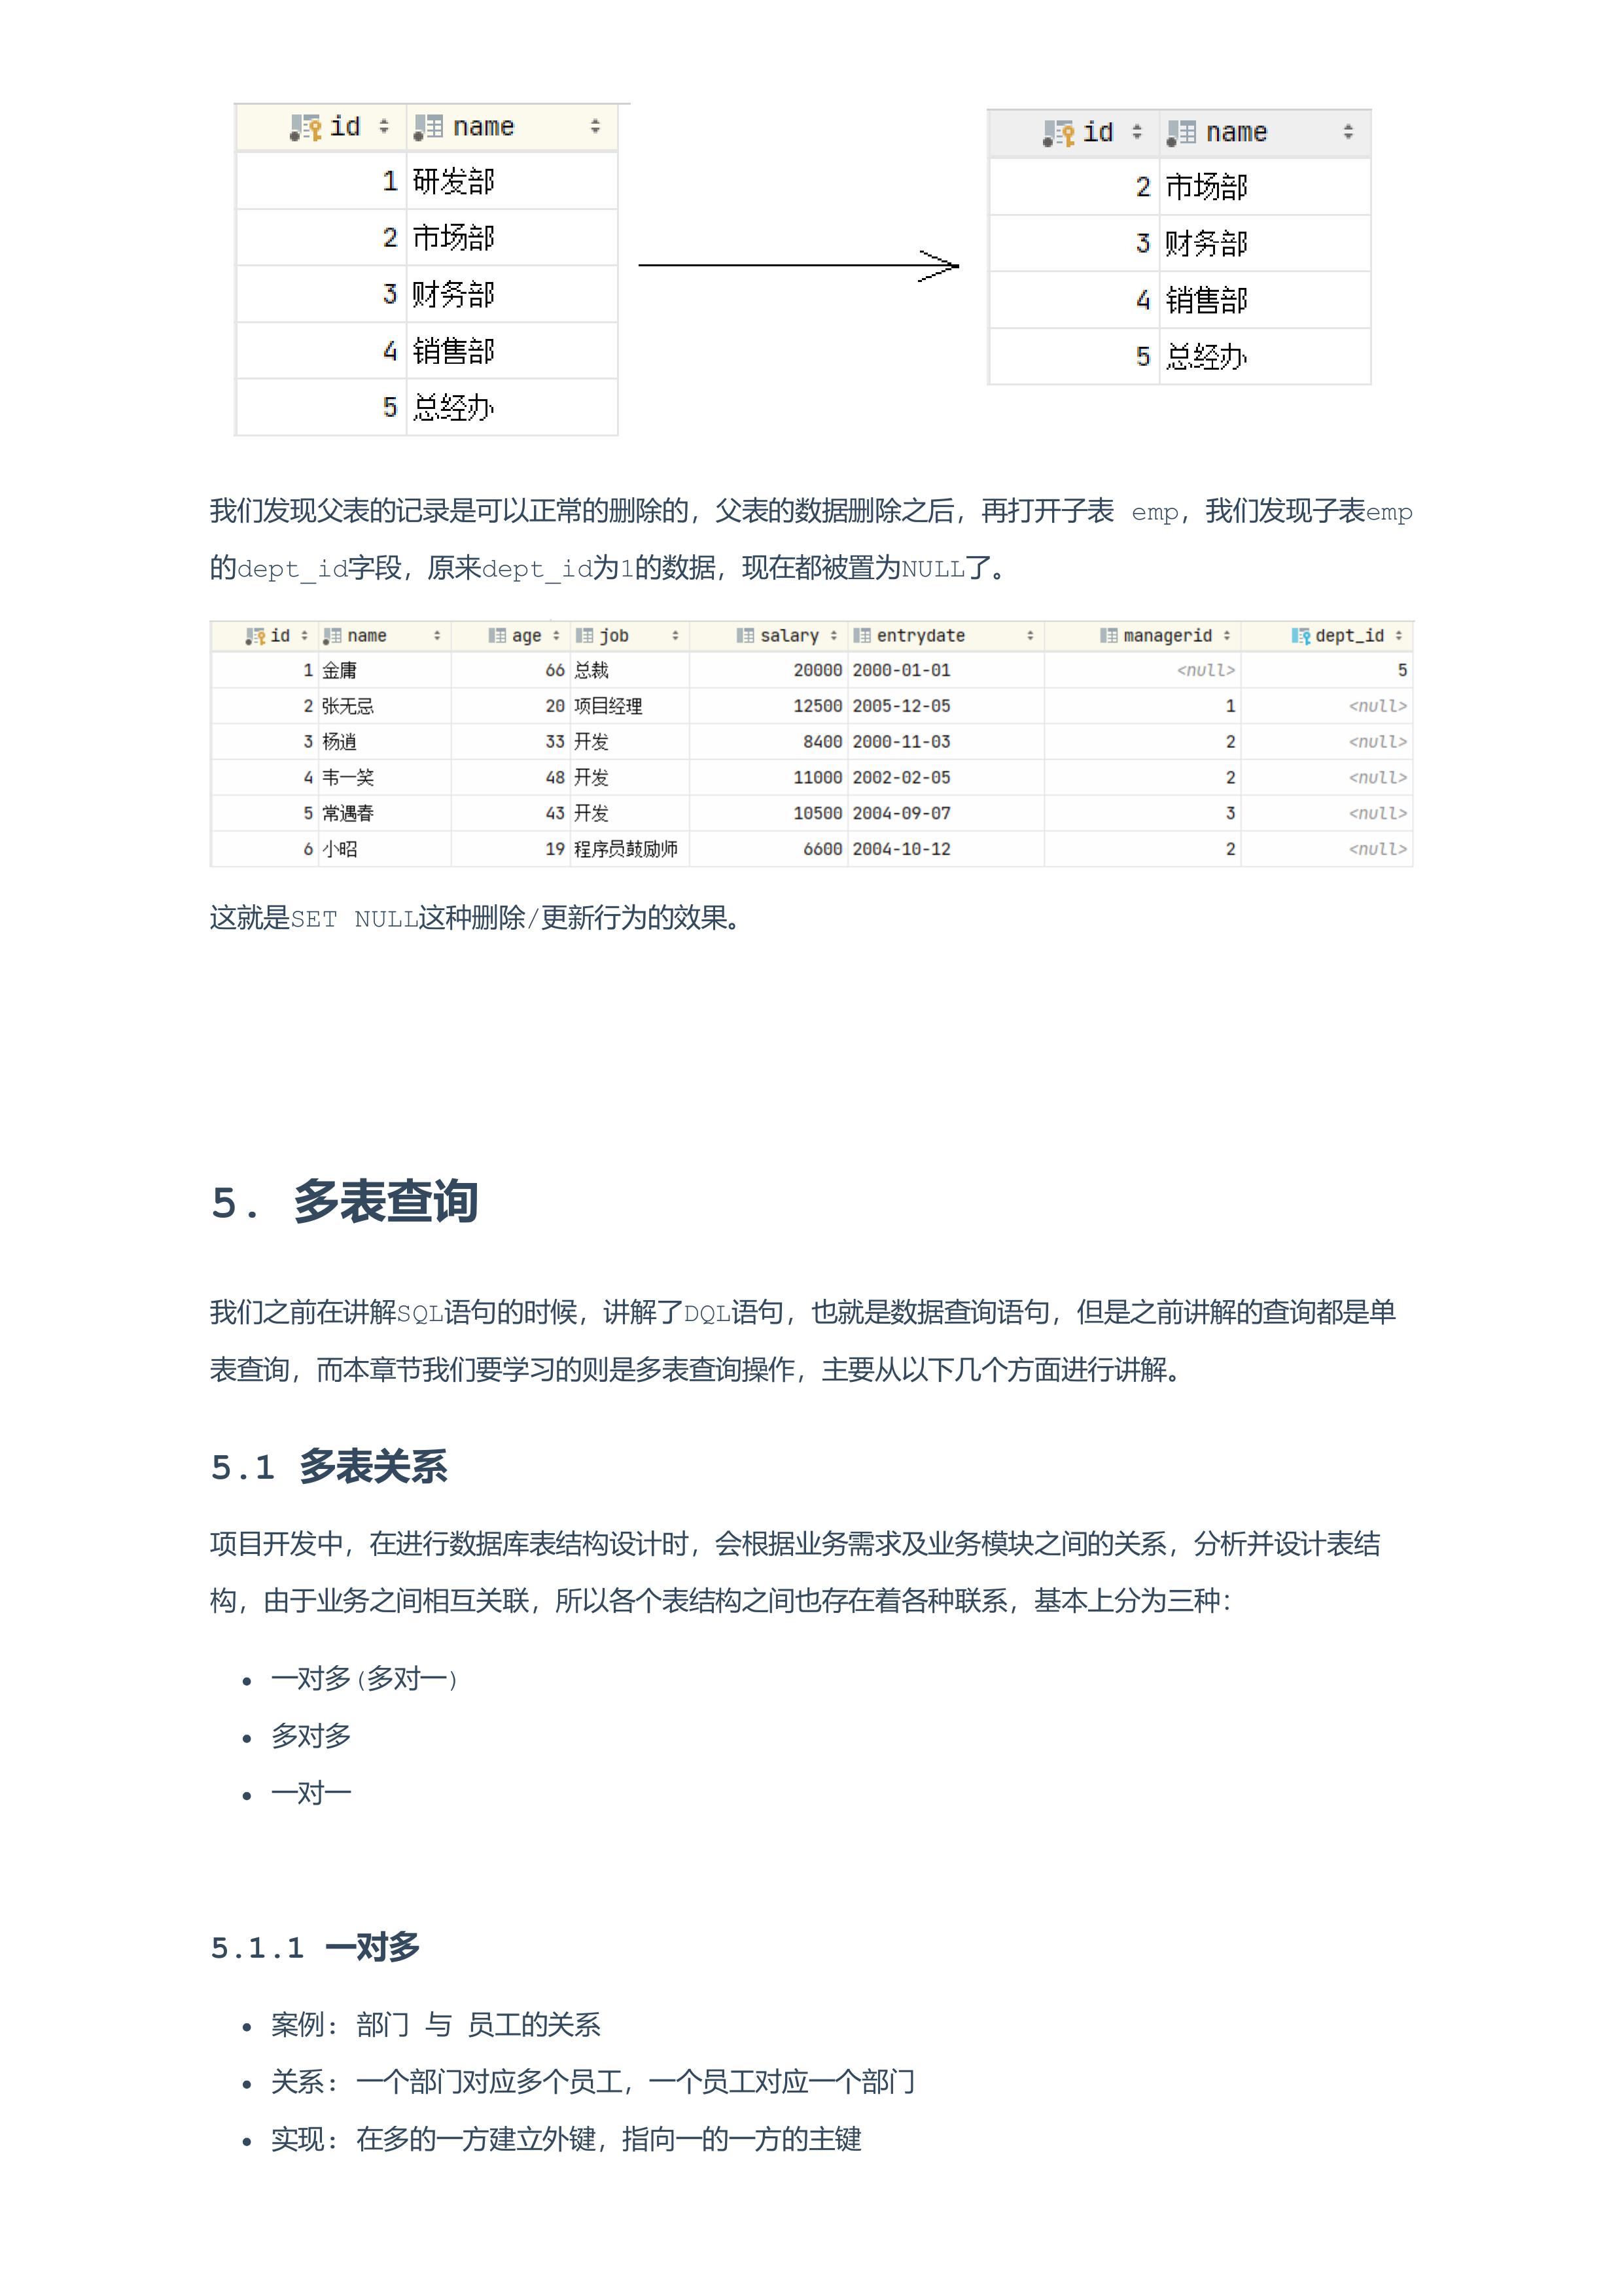 id name
1 研发部
2 市场部
3 财务部
4 销售部
5 总经办
id name
2 市场部
3 财务部
4 销售部
5 总经办
我们发现父表的记录是可以正常的删除的，父表的数据删除之后，再打开子表 emp，我们发现子表emp
的dept_id字段，原来dept_id为1的数据，现在都被置为NULL了。
id name age job salary entrydate managerid dept_id
1 金庸 66 总裁 20000 2000-01-01 <null> 5
2 张无忌 20 项目经理 12500 2005-12-05 1 <null>
3 杨逍 33 开发 8400 2000-11-03 2 <null>
4 韦一笑 48 开发 11000 2002-02-05 2 <null>
5 常遇春 43 开发 10500 2004-09-07 3 <null>
6 小昭 19 程序员鼓励师 6600 2004-10-12 2 <null>
这就是SET NULL这种删除/更新行为的效果。
5. 多表查询
我们之前在讲解SQL语句的时候，讲解了DQL语句，也就是数据查询语句，但是之前讲解的查询都是单
表查询，而本章节我们要学习的则是多表查询操作，主要从以下几个方面进行讲解。
5.1 多表关系
项目开发中，在进行数据库表结构设计时，会根据业务需求及业务模块之间的关系，分析并设计表结
构，由于业务之间相互关联，所以各个表结构之间也存在着各种联系，基本上分为三种：
• 一对多(多对一)
• 多对多
• 一对一
5.1.1 一对多
• 案例: 部门 与 员工的关系
• 关系: 一个部门对应多个员工，一个员工对应一个部门
• 实现: 在多的一方建立外键，指向一的一方的主键